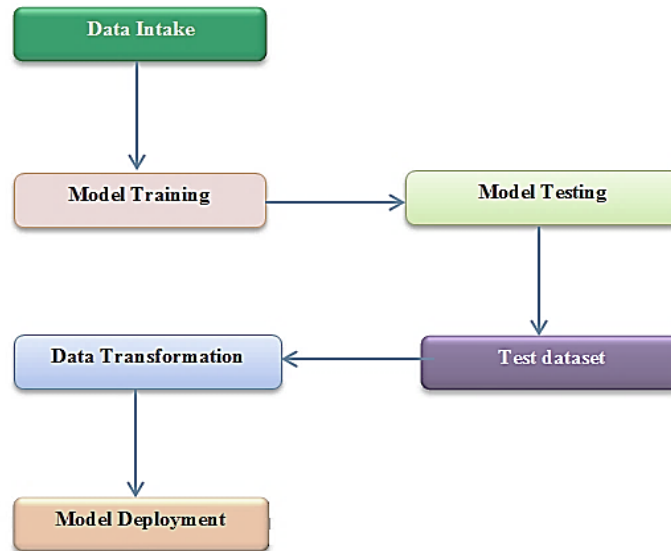 Data Intake
Model Training
Model Testing
Data Transformation
Test dataset
Model Deployment